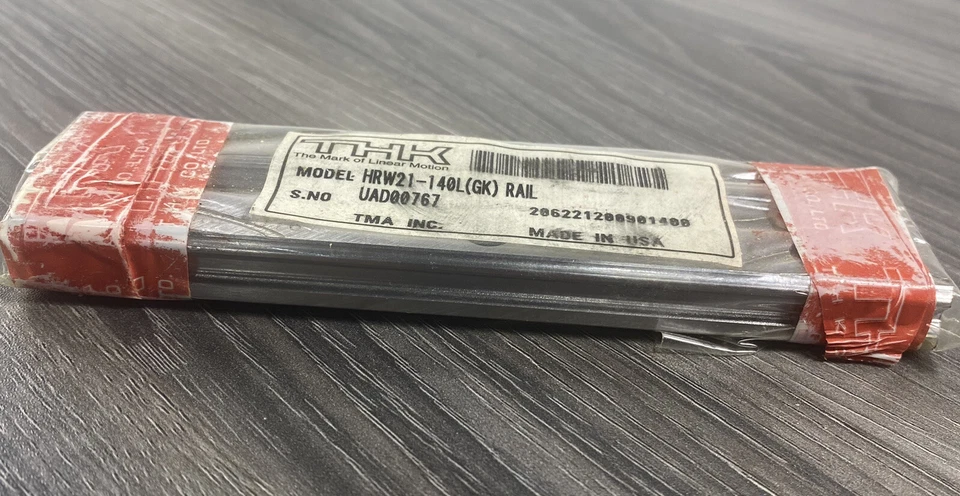 THK
The Mark of Linear Motion
MODEL HRW21-140L(GK) RAIL
S.NO UAD00767
206221200901400
TMA INC. MADE IN USA